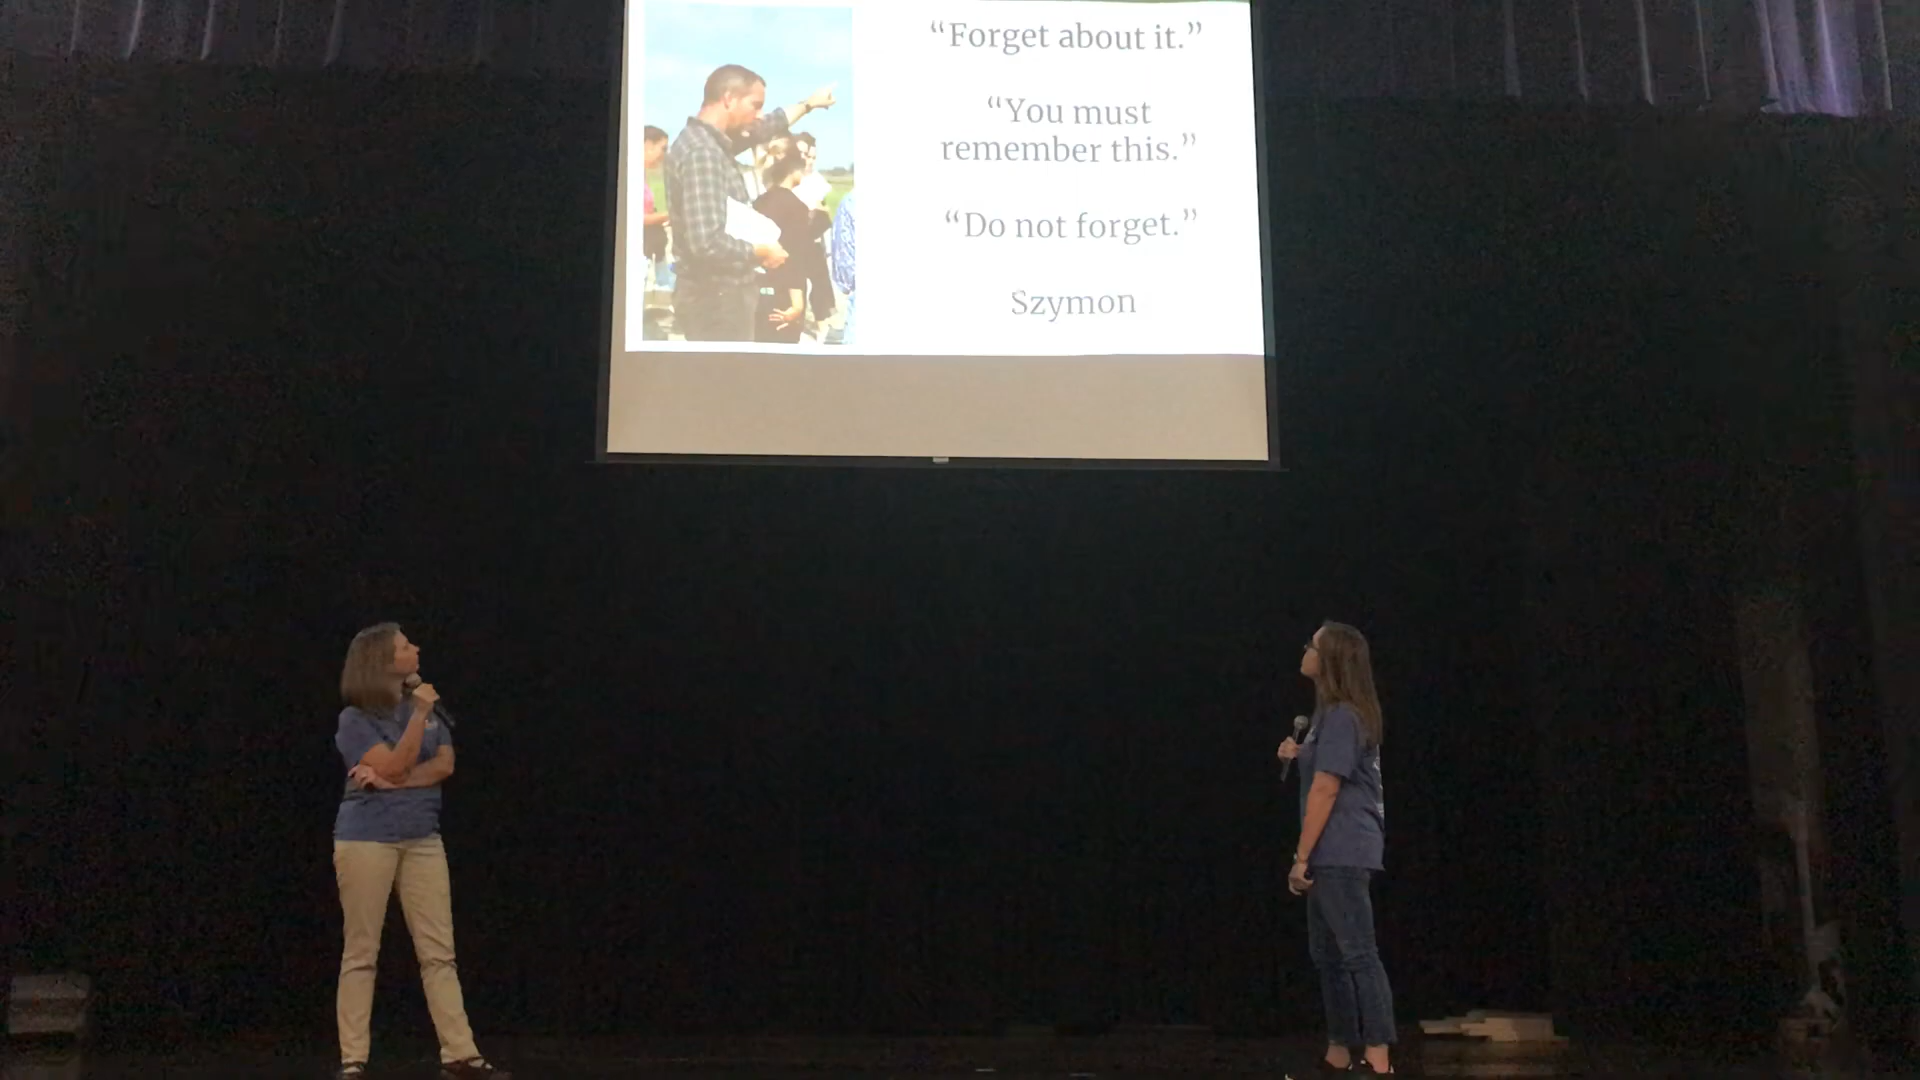 “Forget about it.”
“You must
remember this.”
“Do not forget.”
Szymon